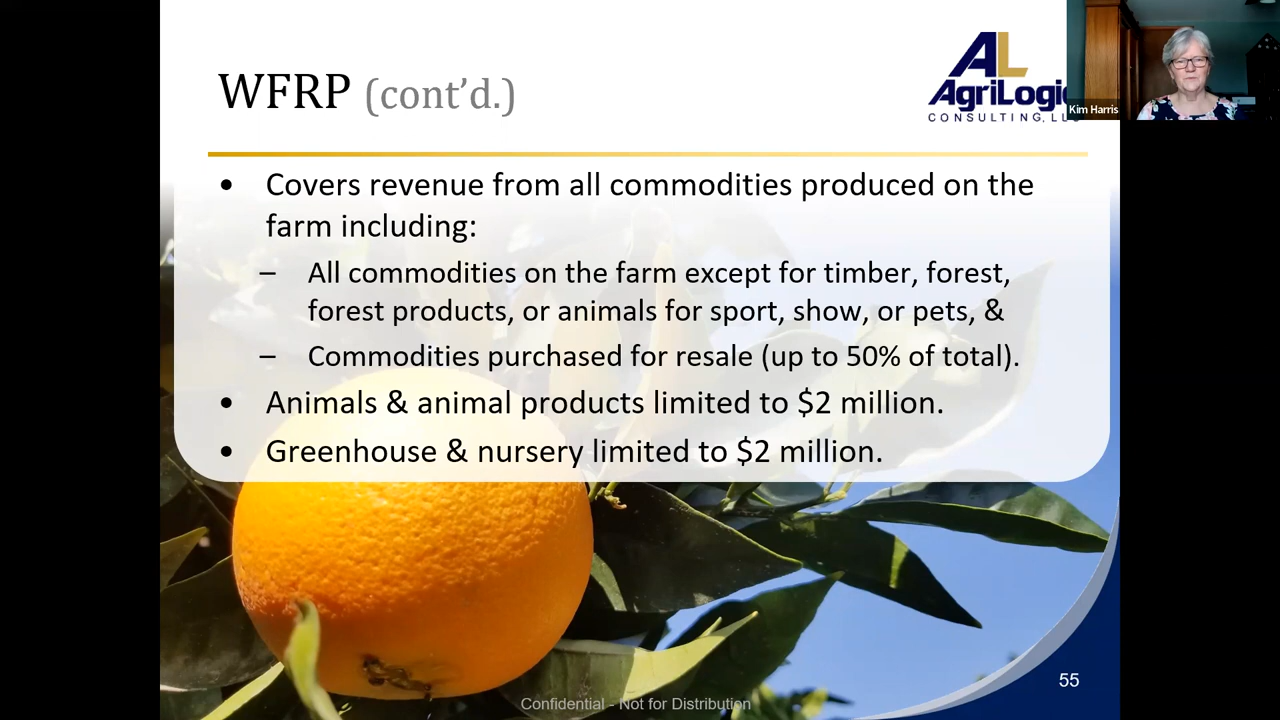 WFRP (cont’d.)
AL
AgriLogic
CONSULTING, LL
Kim Harris
• Covers revenue from all commodities produced on the
farm including:
– All commodities on the farm except for timber, forest,
forest products, or animals for sport, show, or pets, &
– Commodities purchased for resale (up to 50% of total).
• Animals & animal products limited to $2 million.
• Greenhouse & nursery limited to $2 million.
55
Confidential - Not for Distribution